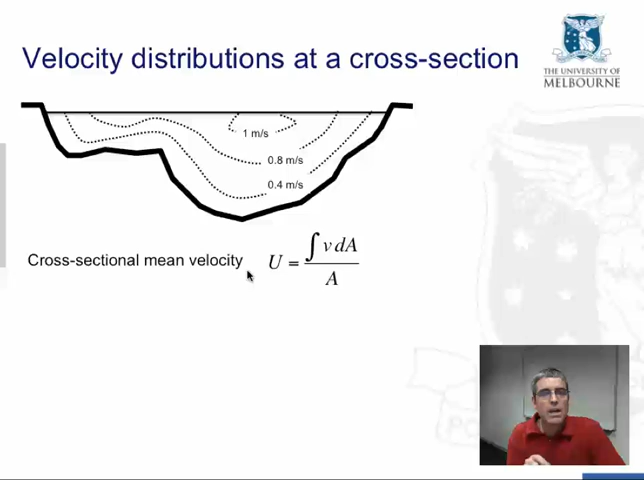 Velocity distributions at a cross-section
THE UNIVERSITY OF
MELBOURNE
1 m/s
0.8 m/s
0.4 m/s
Cross-sectional mean velocity U = ∫ v dA / A